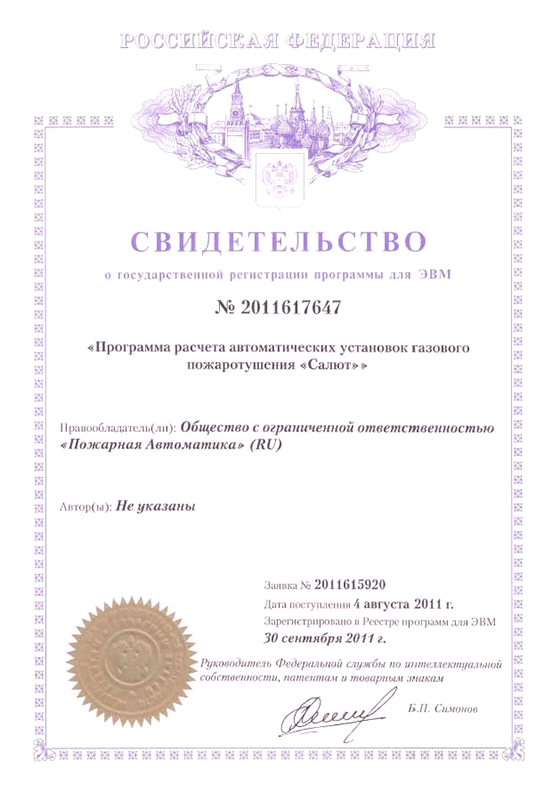 РОССИЙСКАЯ ФЕДЕРАЦИЯ
СВИДЕТЕЛЬСТВО
о государственной регистрации программы для ЭВМ
№ 2011617647
«Программа расчета автоматических установок газового
пожаротушения «Салют»»
Правообладатель(ли): Общество с ограниченной ответственностью
«Пожарная Автоматика» (RU)
Автор(ы): Не указаны
Заявка № 2011615920
Дата поступления 4 августа 2011 г.
Зарегистрировано в Реестре программ для ЭВМ
30 сентября 2011 г.
Руководитель Федеральной службы по интеллектуальной
собственности, патентам и товарным знакам
Б.П. Симонов